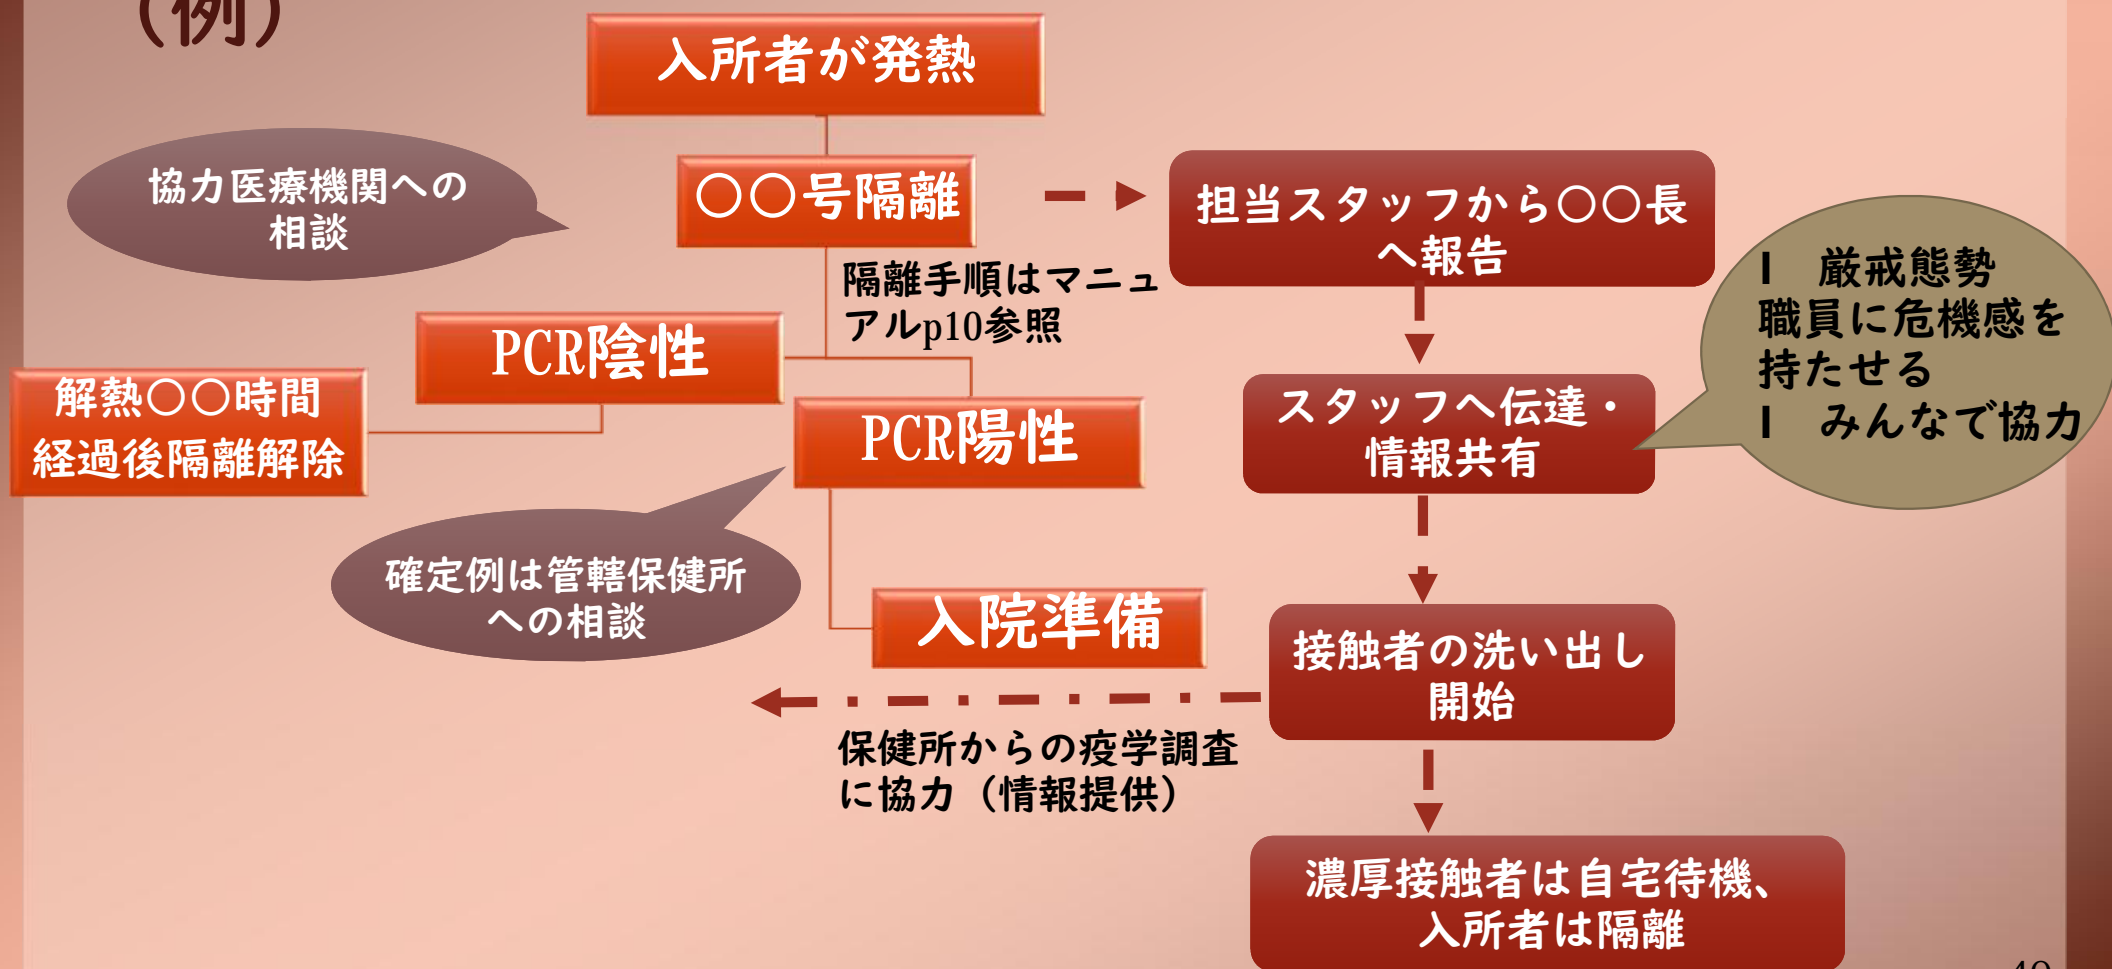 （例）
入所者が発熱
協力医療機関への
相談
○○号隔離
担当スタッフから○○長
へ報告
隔離手順はマニュ
アルp10参照
Ⅰ　厳戒態勢
職員に危機感を
持たせる
Ⅰ　みんなで協力
PCR陰性
解熱○○時間
経過後隔離解除
PCR陽性
スタッフへ伝達・
情報共有
確定例は管轄保健所
への相談
入院準備
接触者の洗い出し
開始
保健所からの疫学調査
に協力（情報提供）
濃厚接触者は自宅待機、
入所者は隔離